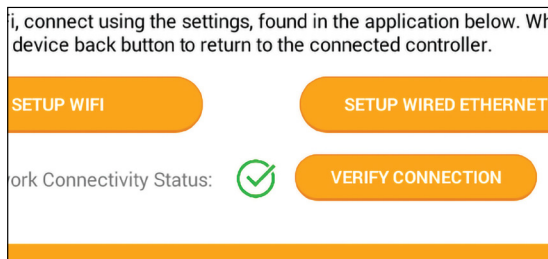 i, connect using the settings, found in the application below. Wh
device back button to return to the connected controller.
SETUP WIFI
SETUP WIRED ETHERNET
ork Connectivity Status:
VERIFY CONNECTION